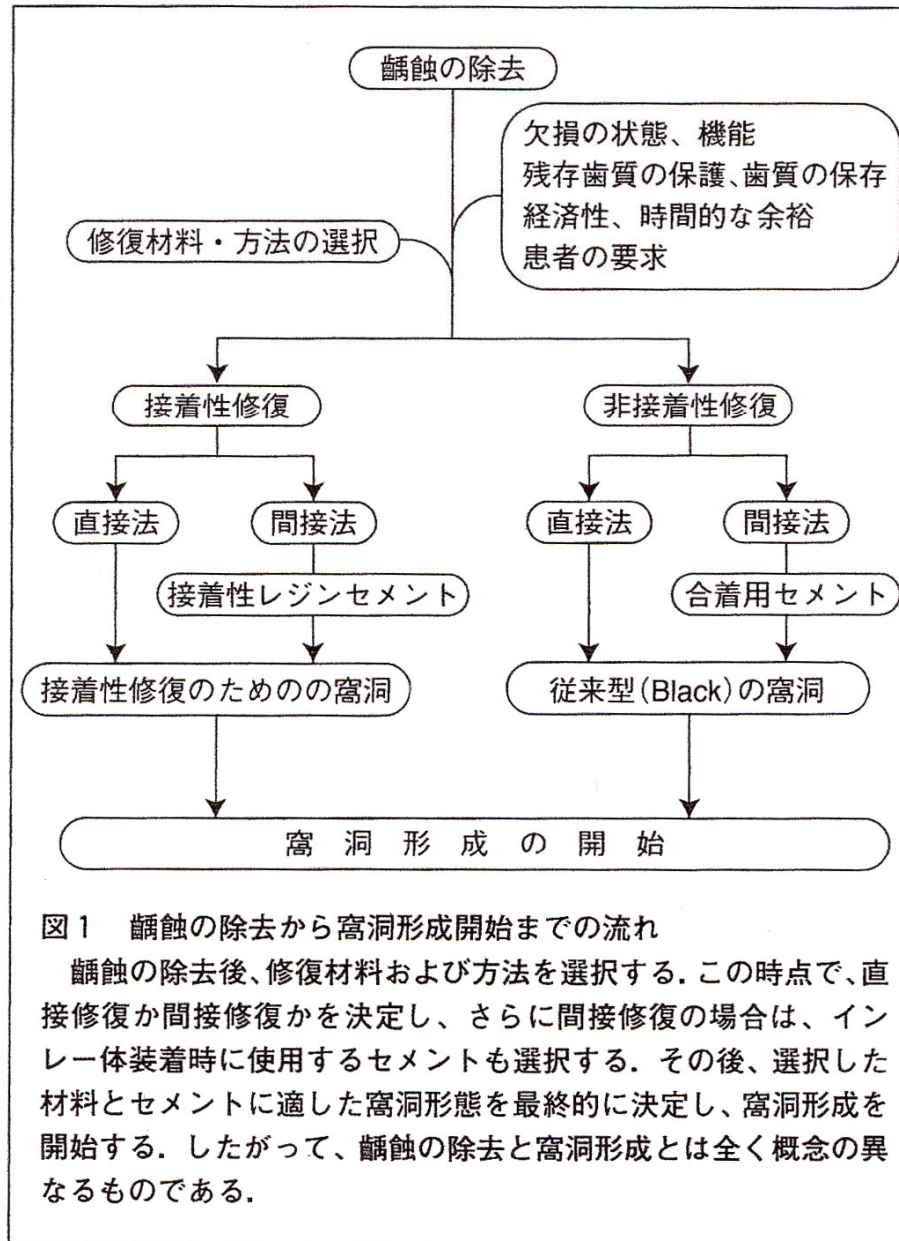 齲蝕の除去
欠損の状態、機能
残存歯質の保護、歯質の保存
経済性、時間的な余裕
患者の要求
修復材料・方法の選択
接着性修復
非接着性修復
直接法
間接法
直接法
間接法
接着性レジンセメント
合着用セメント
接着性修復のためのの窩洞
従来型(Black)の窩洞
窩洞形成の開始
図1 齲蝕の除去から窩洞形成開始までの流れ
齲蝕の除去後、修復材料および方法を選択する．この時点で、直
接修復か間接修復かを決定し、さらに間接修復の場合は、イン
レー体装着時に使用するセメントも選択する．その後、選択した
材料とセメントに適した窩洞形態を最終的に決定し、窩洞形成を
開始する．したがって、齲蝕の除去と窩洞形成とは全く概念の異
なるものである．